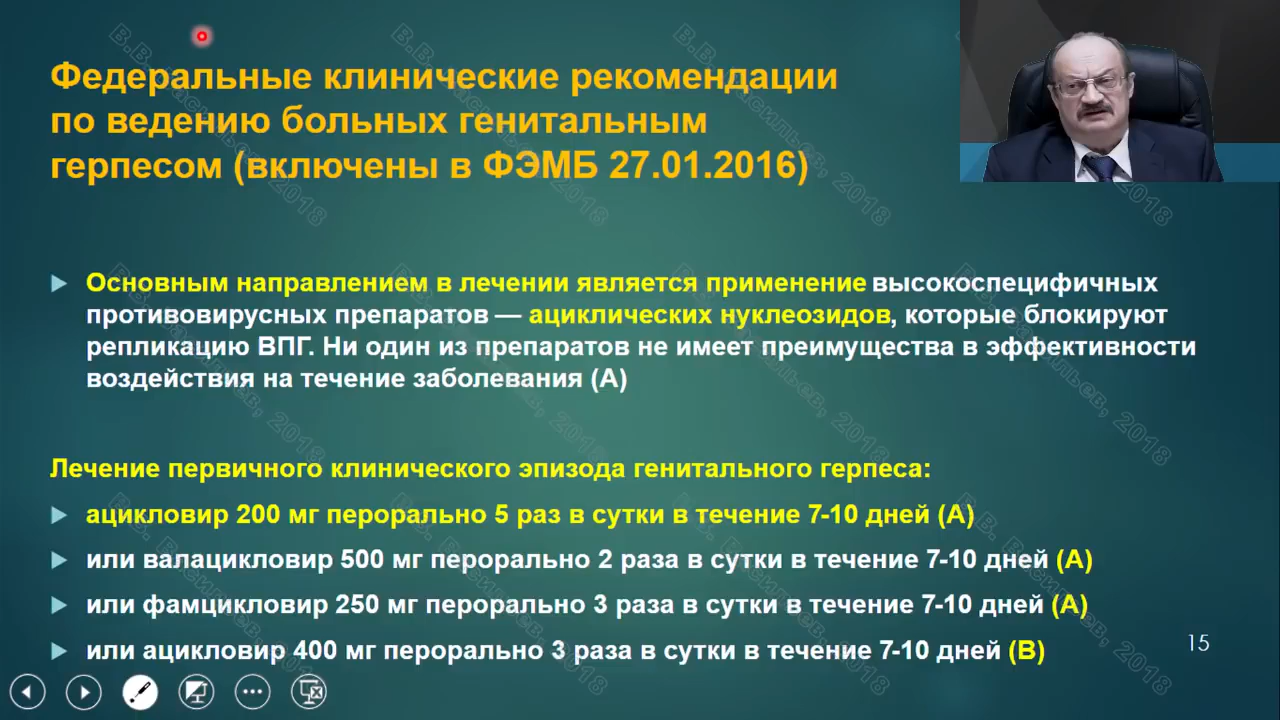 Федеральные клинические рекомендации
по ведению больных генитальным
герпесом (включены в ФЭМБ 27.01.2016)
Основным направлением в лечении является применение высокоспецифичных
противовирусных препаратов — ациклических нуклеозидов, которые блокируют
репликацию ВПГ. Ни один из препаратов не имеет преимущества в эффективности
воздействия на течение заболевания (А)
Лечение первичного клинического эпизода генитального герпеса:
ацикловир 200 мг перорально 5 раз в сутки в течение 7-10 дней (А)
или валацикловир 500 мг перорально 2 раза в сутки в течение 7-10 дней (А)
или фамцикловир 250 мг перорально 3 раза в сутки в течение 7-10 дней (А)
или ацикловир 400 мг перорально 3 раза в сутки в течение 7-10 дней (В)
15
В.В. Васильев, 2018